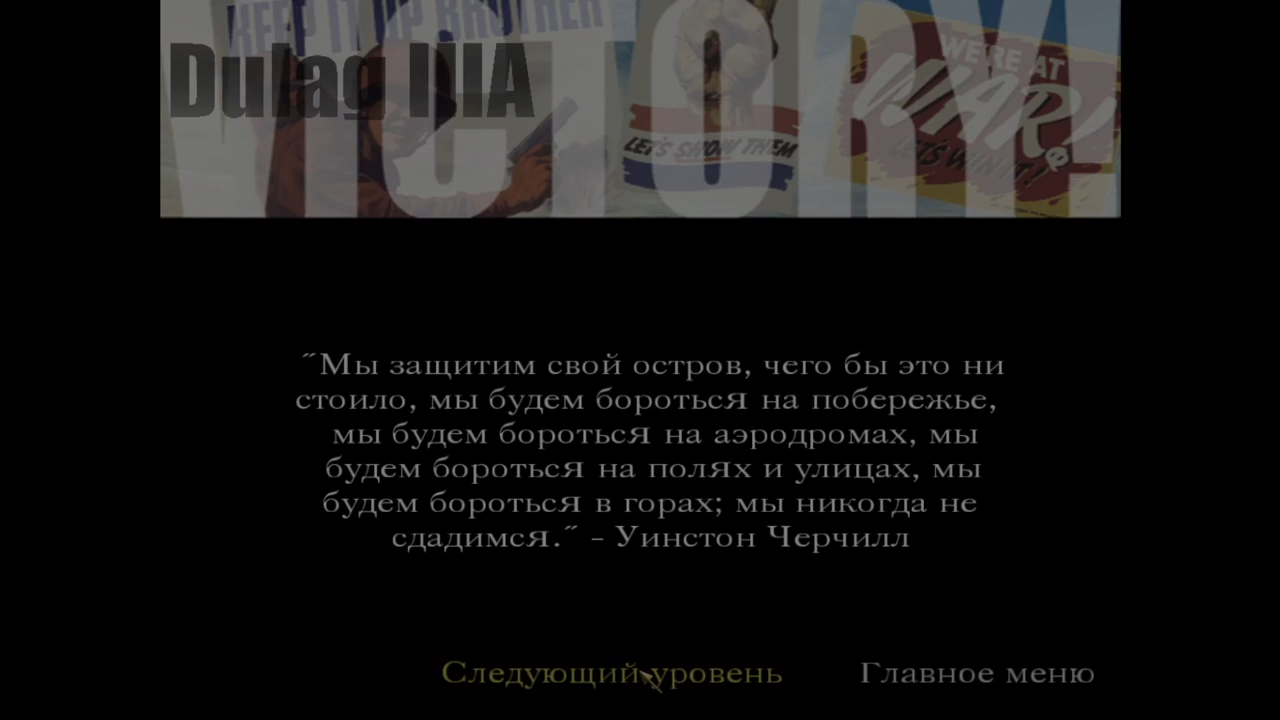 KEEP IT UP BROTHER
VICTORY
Dulag IIIA
WE'RE AT
WAR!
LET'S SHOW THEM
LET'S WIN IT!
˝Мы защитим свой остров, чего бы это ни
стоило, мы будем бороться на побережье,
мы будем бороться на аэродромах, мы
будем бороться на полях и улицах, мы
будем бороться в горах; мы никогда не
сдадимся.˝ - Уинстон Черчилл
Следующий уровень
Главное меню